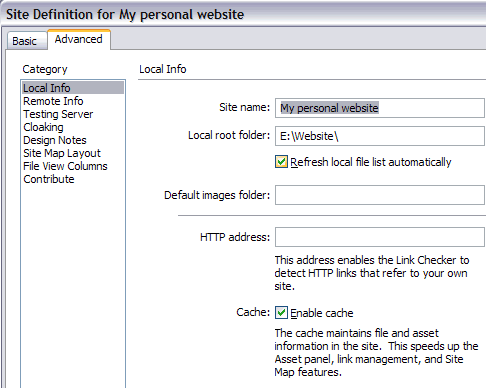 Site Definition for My personal website
Basic
Advanced
Category
Local Info
Remote Info
Testing Server
Cloaking
Design Notes
Site Map Layout
File View Columns
Contribute
Local Info
Site name: My personal website
Local root folder: E:\Website\
Refresh local file list automatically
Default images folder:
HTTP address:
This address enables the Link Checker to
detect HTTP links that refer to your own
site.
Cache: Enable cache
The cache maintains file and asset
information in the site.  This speeds up the
Asset panel, link management, and Site
Map features.